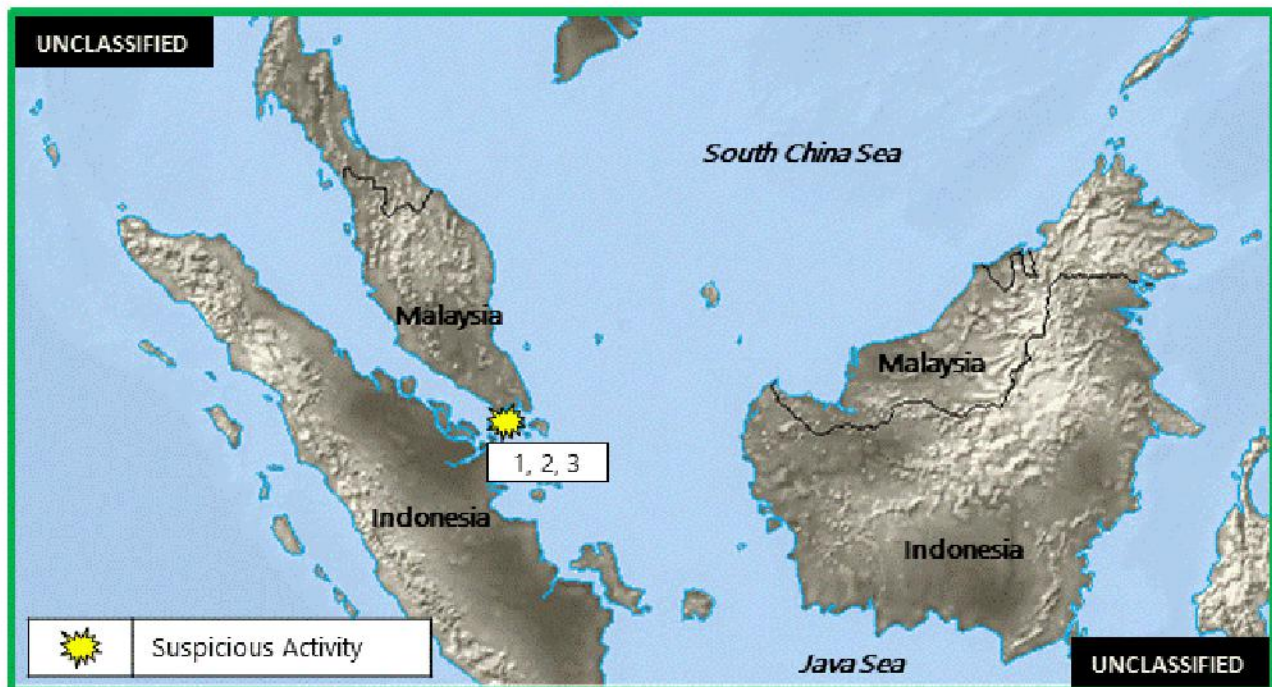 UNCLASSIFIED
South China Sea
Malaysia
Malaysia
1, 2, 3
Indonesia
Indonesia
Suspicious Activity
Java Sea
UNCLASSIFIED